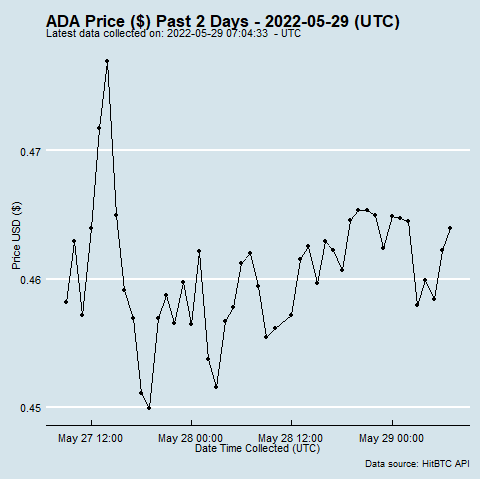 ADA Price ($) Past 2 Days - 2022-05-29 (UTC)
Latest data collected on: 2022-05-29 07:04:33 - UTC
0.47
0.46
0.45
Price USD ($)
May 27 12:00
May 28 00:00
May 28 12:00
May 29 00:00
Date Time Collected (UTC)
Data source: HitBTC API